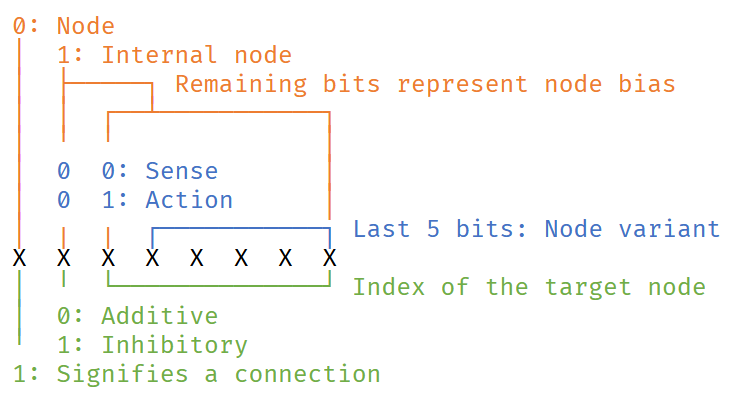 0: Node
1: Internal node
Remaining bits represent node bias
0 0: Sense
0 1: Action
Last 5 bits: Node variant
X X X X X X X X
Index of the target node
0: Additive
1: Inhibitory
1: Signifies a connection